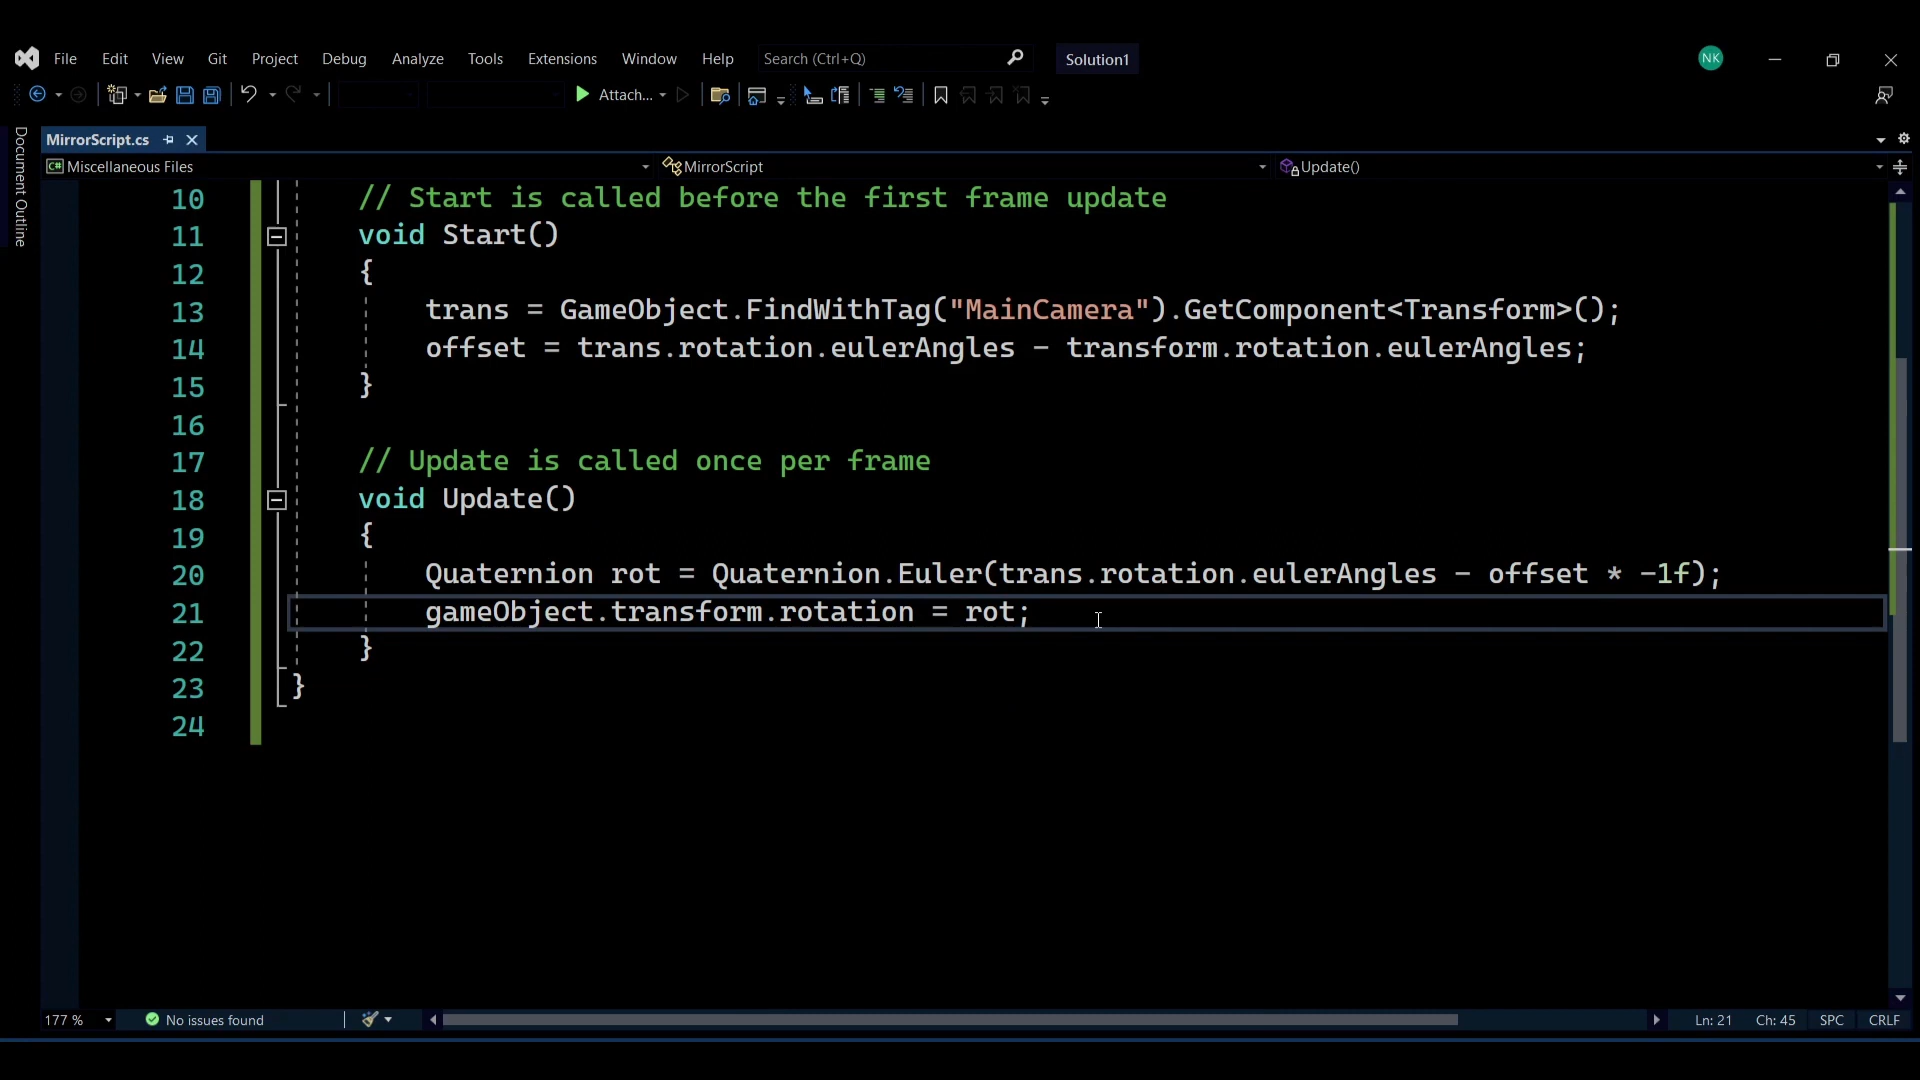 File Edit View Git Project Debug Analyze Tools Extensions Window Help Search (Ctrl+Q) Solution1 NK
Attach...
Document Outline
MirrorScript.cs
C# Miscellaneous Files MirrorScript Update()
10 // Start is called before the first frame update
11 void Start()
12 {
13 trans = GameObject.FindWithTag("MainCamera").GetComponent<Transform>();
14 offset = trans.rotation.eulerAngles - transform.rotation.eulerAngles;
15 }
16
17 // Update is called once per frame
18 void Update()
19 {
20 Quaternion rot = Quaternion.Euler(trans.rotation.eulerAngles - offset * -1f);
21 gameObject.transform.rotation = rot;
22 }
23 }
24
177 % No issues found Ln: 21 Ch: 45 SPC CRLF